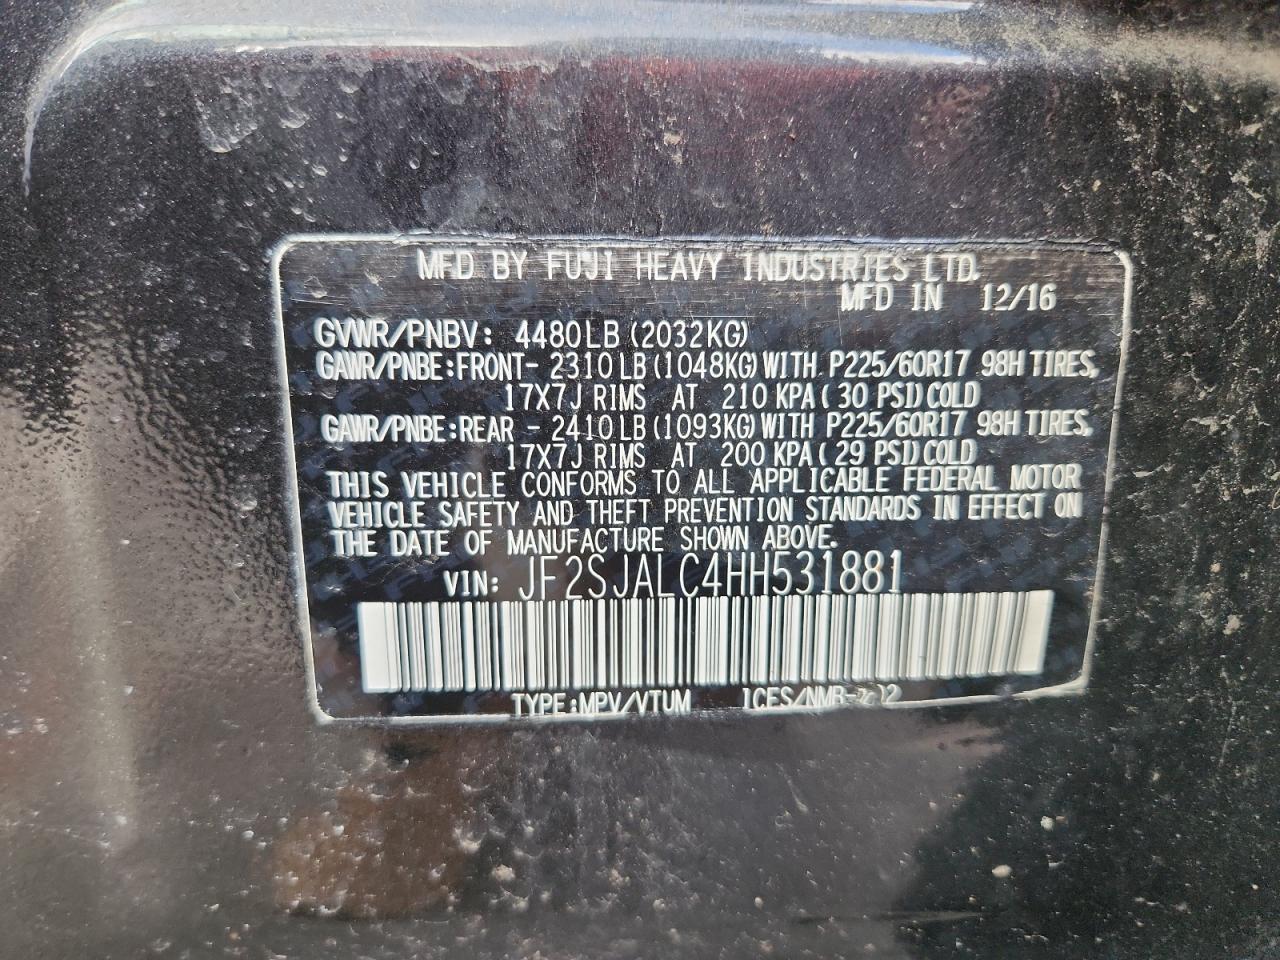 MFD BY FUJI HEAVY INDUSTRIES LTD.
MFD IN 12/16
GVWR/PNBV: 4480LB (2032KG)
GAWR/PNBE:FRONT- 2310LB (1048KG) WITH P225/60R17 98H TIRES,
17X7J RIMS AT 210 KPA (30 PSI) COLD
GAWR/PNBE:REAR - 2410LB (1093KG) WITH P225/60R17 98H TIRES,
17X7J RIMS AT 200 KPA (29 PSI) COLD
THIS VEHICLE CONFORMS TO ALL APPLICABLE FEDERAL MOTOR
VEHICLE SAFETY AND THEFT PREVENTION STANDARDS IN EFFECT ON
THE DATE OF MANUFACTURE SHOWN ABOVE.
VIN: JF2SJALC4HH531881
TYPE:MPV/VTUM